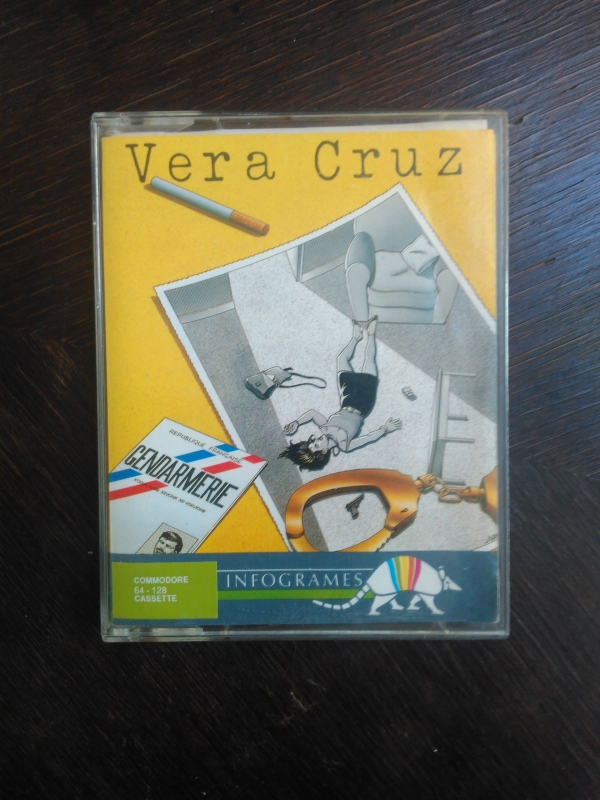 Vera Cruz
REPUBLIQUE FRANÇAISE
GENDARMERIE
COMMODORE
64 - 128
CASSETTE
INFOGRAMES